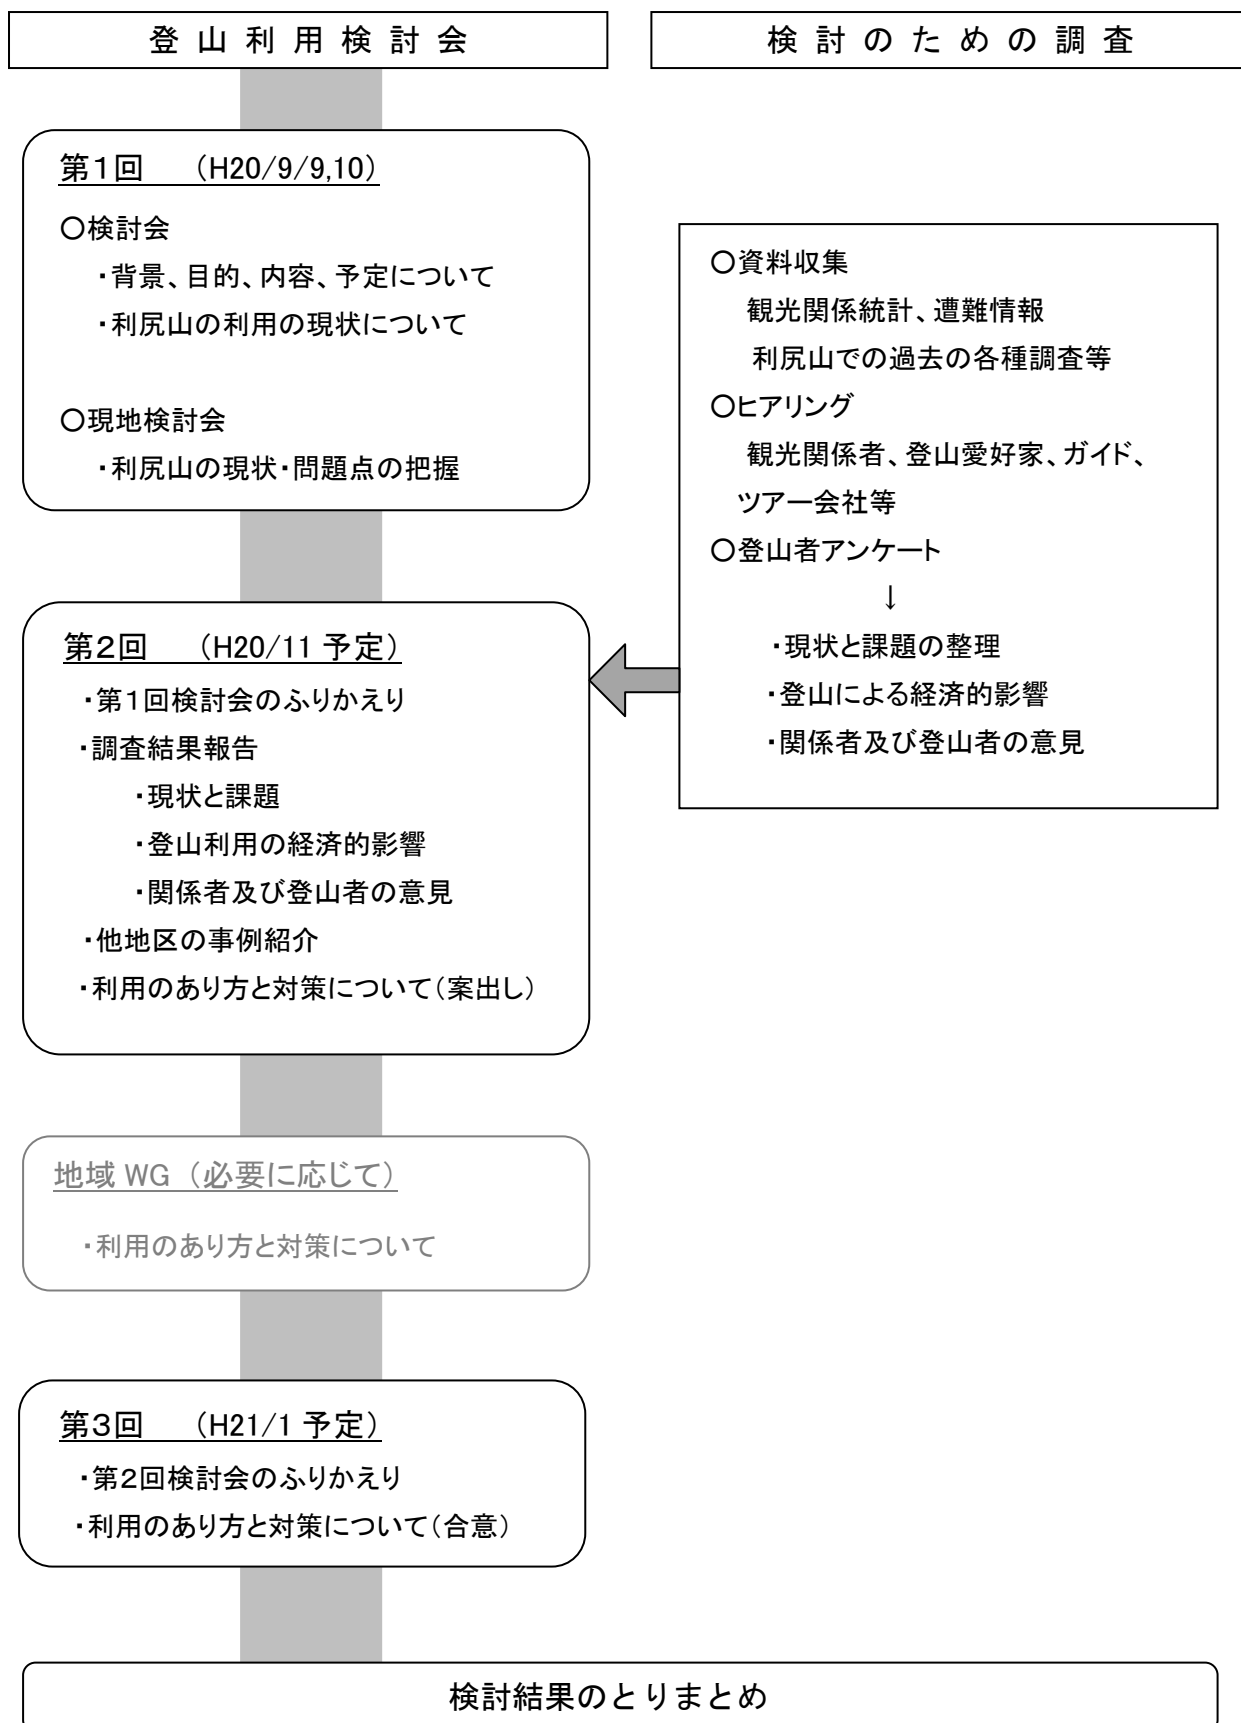 登山利用検討会
検討のための調査
第1回 (H20/9/9,10)
○検討会
・背景、目的、内容、予定について
・利尻山の利用の現状について
○現地検討会
・利尻山の現状・問題点の把握
○資料収集
観光関係統計、遭難情報
利尻山での過去の各種調査等
○ヒアリング
観光関係者、登山愛好家、ガイド、
ツアー会社等
○登山者アンケート
↓
・現状と課題の整理
・登山による経済的影響
・関係者及び登山者の意見
第2回 (H20/11 予定)
・第1回検討会のふりかえり
・調査結果報告
・現状と課題
・登山利用の経済的影響
・関係者及び登山者の意見
・他地区の事例紹介
・利用のあり方と対策について(案出し)
地域 WG (必要に応じて)
・利用のあり方と対策について
第3回 (H21/1 予定)
・第2回検討会のふりかえり
・利用のあり方と対策について(合意)
検討結果のとりまとめ